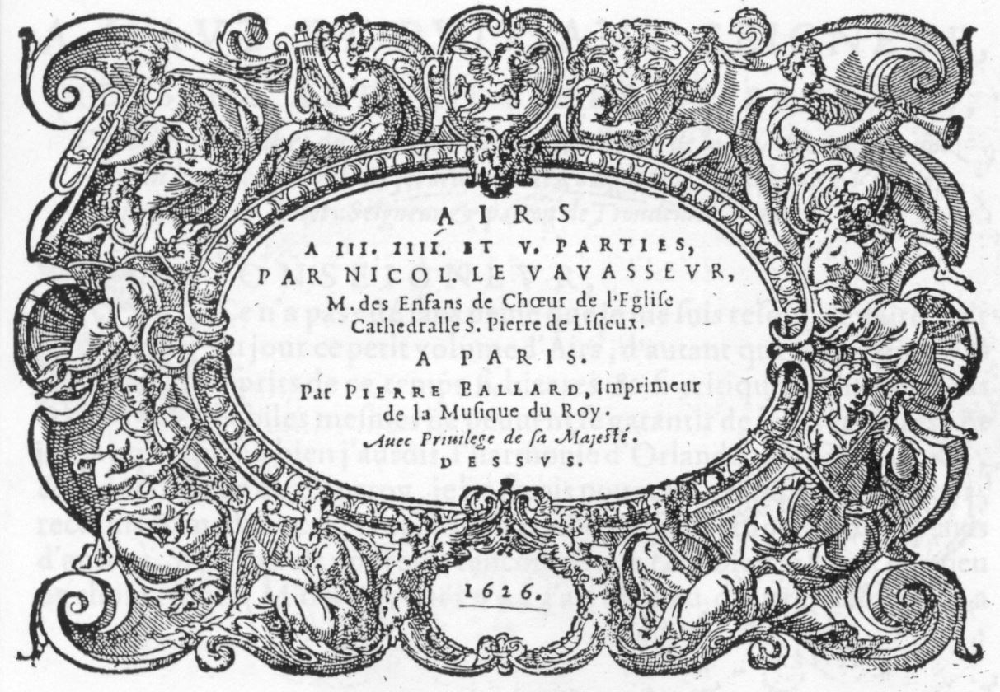 AIRS
A III. IIII. ET V. PARTIES,
PAR NICOL LE VAVASSEVR,
M. des Enfans de Chœur de l'Egliſe
Cathedralle S. Pierre de Liſieux.
A PARIS.
Par PIERRE BALLARD, Imprimeur
de la Muſique du Roy.
Auec Priuilege de ſa Majeſté.
DESSVS.
1626.